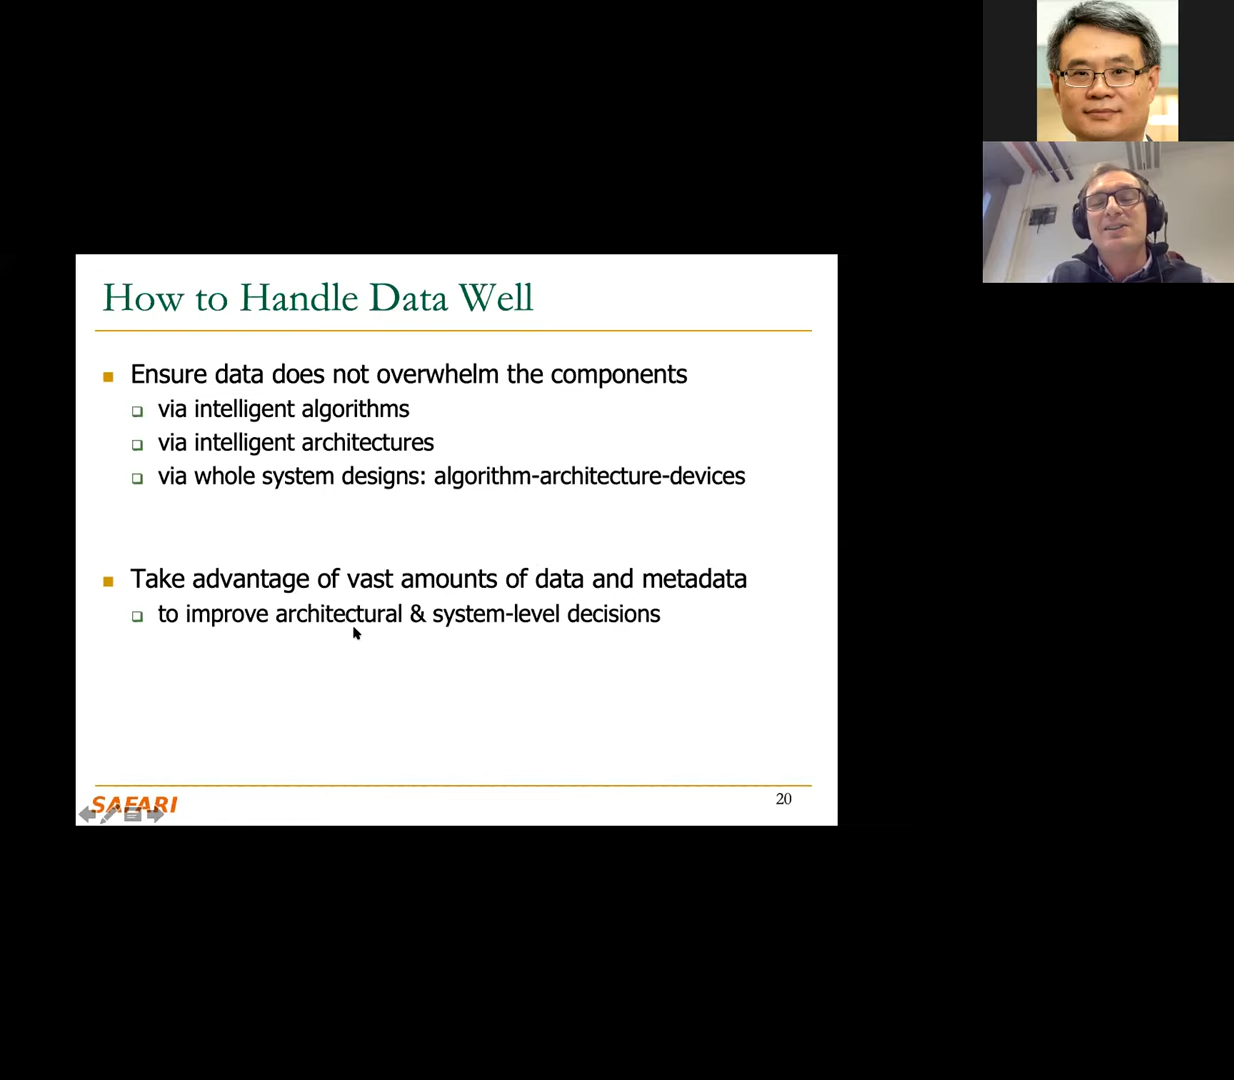 How to Handle Data Well
Ensure data does not overwhelm the components
via intelligent algorithms
via intelligent architectures
via whole system designs: algorithm-architecture-devices
Take advantage of vast amounts of data and metadata
to improve architectural & system-level decisions
SAFARI
20